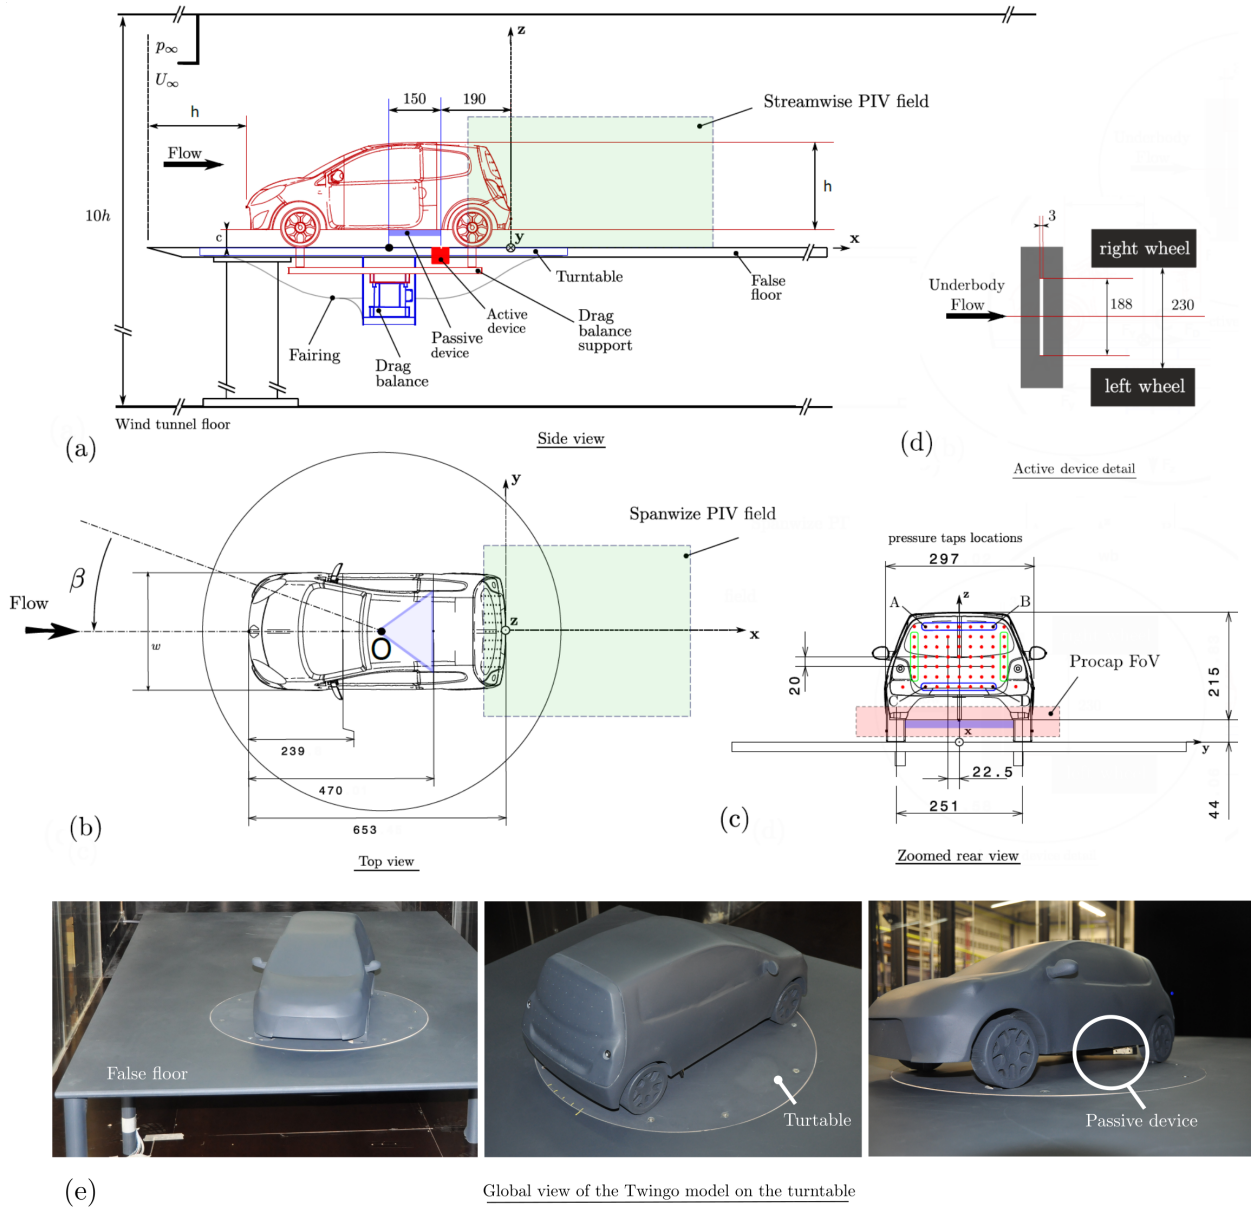 p∞
U∞
h
Flow
10h
c
150
190
z
Streamwise PIV field
h
x
y
Turntable
False
floor
Active
device
Passive
device
Drag
balance
support
Fairing
Drag
balance
Wind tunnel floor
(a)
Side view
3
right wheel
Underbody
Flow
188
230
left wheel
(d)
Active device detail
y
Spanwize PIV field
β
Flow
w
O
z
x
239
470
653
(b)
Top view
pressure taps locations
297
z
A
B
Procap FoV
20
215
C
D
x
y
22.5
251
44
(c)
Zoomed rear view
False floor
Turtable
Passive device
(e)
Global view of the Twingo model on the turntable